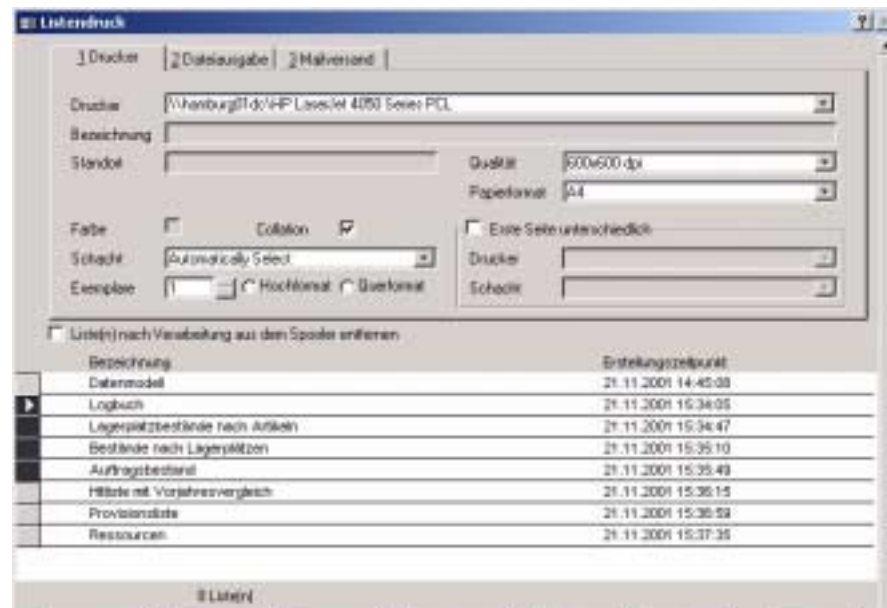 Listendruck
1 Drucker 2 Dateiausgabe 3 Mailversand
Drucker \\hamburg01dc\HP LaserJet 4050 Series PCL
Bezeichnung
Standort Qualität 600x600 dpi
Papierformat A4
Farbe Collation Erste Seite unterschiedlich
Schacht Automatically Select Drucker
Exemplare 1 Hochformat Querformat Schacht
Liste(n) nach Verarbeitung aus dem Spooler entfernen
Bezeichnung Erstellungszeitpunkt
Datenmodell 21.11.2001 14:45:08
Logbuch 21.11.2001 15:34:05
Lagerplatzbestände nach Artikeln 21.11.2001 15:34:47
Bestände nach Lagerplätzen 21.11.2001 15:35:10
Auftragsbestand 21.11.2001 15:35:49
Hitliste mit Vorjahresvergleich 21.11.2001 15:36:15
Provisionsliste 21.11.2001 15:36:59
Ressourcen 21.11.2001 15:37:35
8 Liste(n)